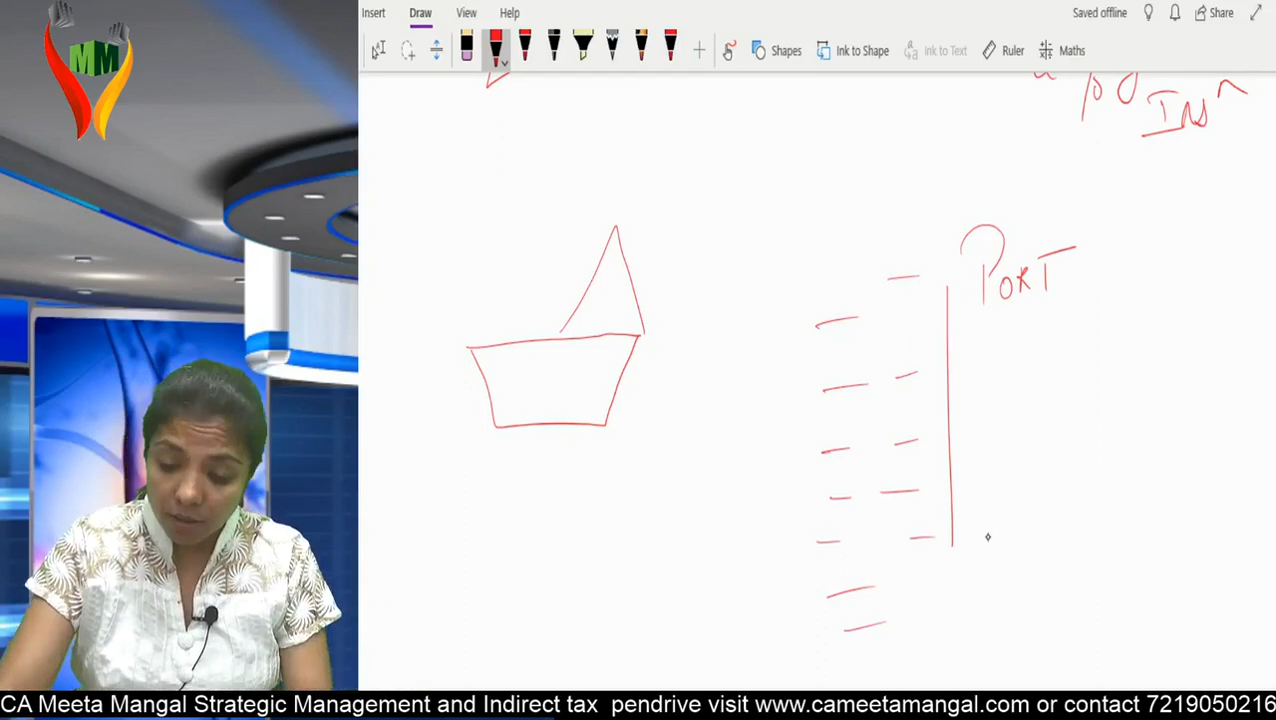 Insert Draw View Help Saved offline Share
Shapes Ink to Shape Ink to Text Ruler Maths
MM
PORT
CA Meeta Mangal Strategic Management and Indirect tax pendrive visit www.cameetamangal.com or contact 7219050216